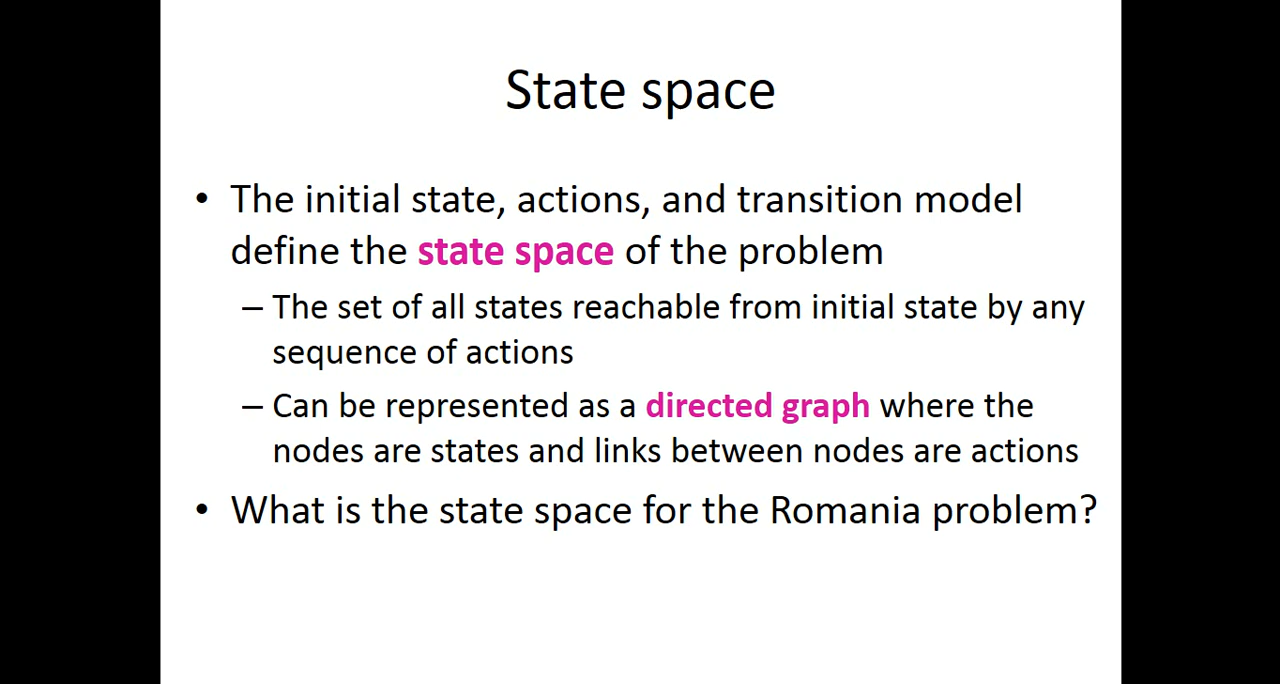 State space
• The initial state, actions, and transition model
define the state space of the problem
– The set of all states reachable from initial state by any
sequence of actions
– Can be represented as a directed graph where the
nodes are states and links between nodes are actions
• What is the state space for the Romania problem?